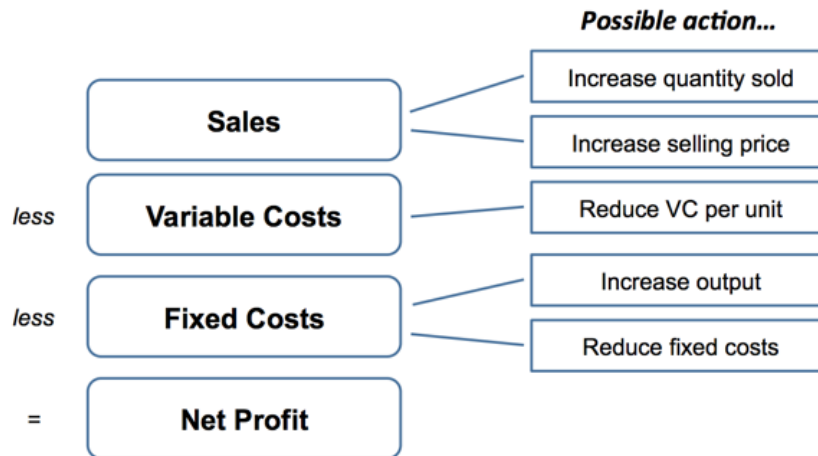 Possible action...
Increase quantity sold
Sales
Increase selling price
less
Variable Costs
Reduce VC per unit
Increase output
less
Fixed Costs
Reduce fixed costs
=
Net Profit